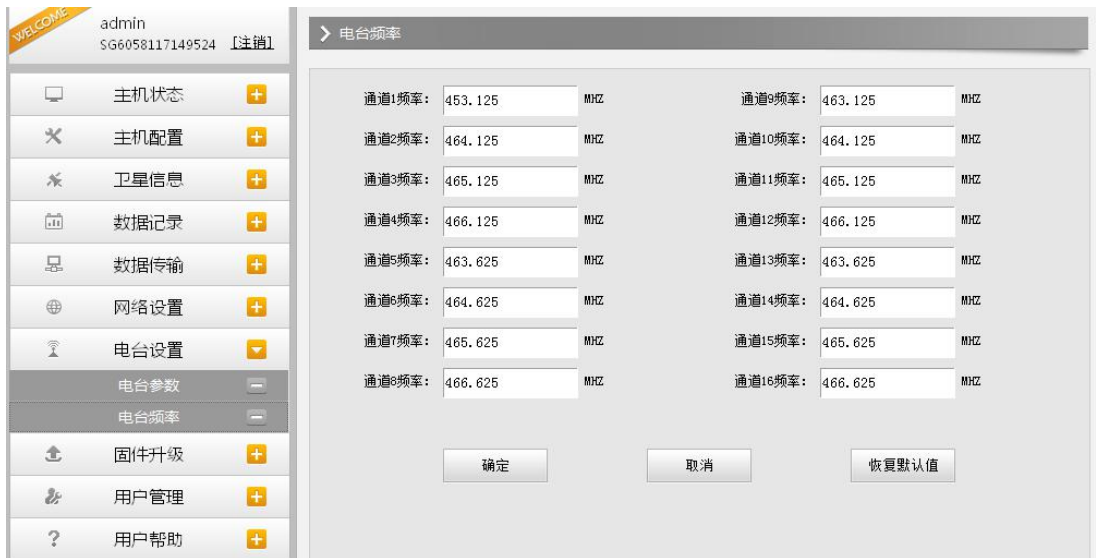 WELCOME
admin
SG6058117149524 [注销]
主机状态
主机配置
卫星信息
数据记录
数据传输
网络设置
电台设置
电台参数
电台频率
固件升级
用户管理
用户帮助
电台频率
通道1频率: 453.125 MHZ 通道9频率: 463.125 MHZ
通道2频率: 464.125 MHZ 通道10频率: 464.125 MHZ
通道3频率: 465.125 MHZ 通道11频率: 465.125 MHZ
通道4频率: 466.125 MHZ 通道12频率: 466.125 MHZ
通道5频率: 463.625 MHZ 通道13频率: 463.625 MHZ
通道6频率: 464.625 MHZ 通道14频率: 464.625 MHZ
通道7频率: 465.625 MHZ 通道15频率: 465.625 MHZ
通道8频率: 466.625 MHZ 通道16频率: 466.625 MHZ
确定 取消 恢复默认值